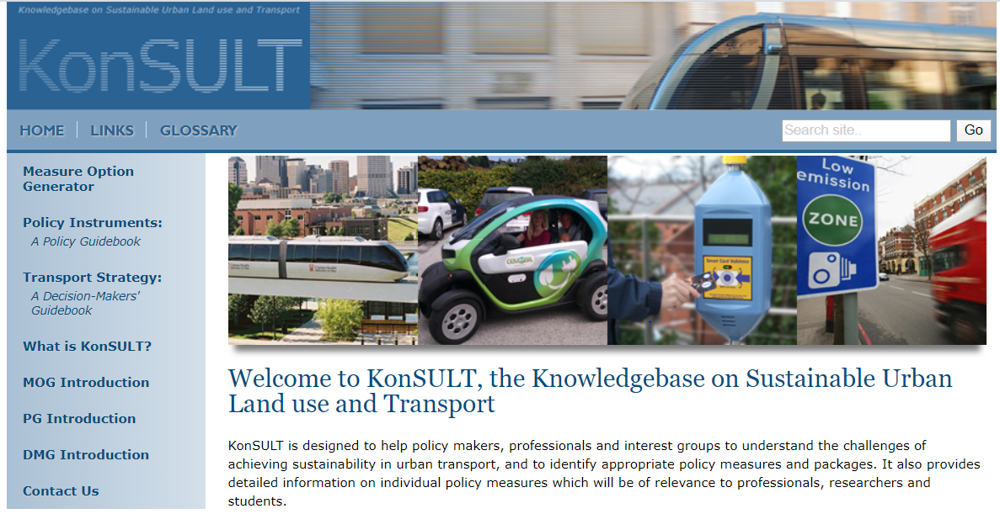 Knowledgebase on Sustainable Urban Land use and Transport
KonSULT
HOME
LINKS
GLOSSARY
Search site..
Go
Measure Option
Generator
Policy Instruments:
A Policy Guidebook
Transport Strategy:
A Decision-Makers'
Guidebook
What is KonSULT?
MOG Introduction
PG Introduction
DMG Introduction
Contact Us
Smart Card Validator
Low
emission
ZONE
Welcome to KonSULT, the Knowledgebase on Sustainable Urban
Land use and Transport
KonSULT is designed to help policy makers, professionals and interest groups to understand the challenges of
achieving sustainability in urban transport, and to identify appropriate policy measures and packages. It also provides
detailed information on individual policy measures which will be of relevance to professionals, researchers and
students.